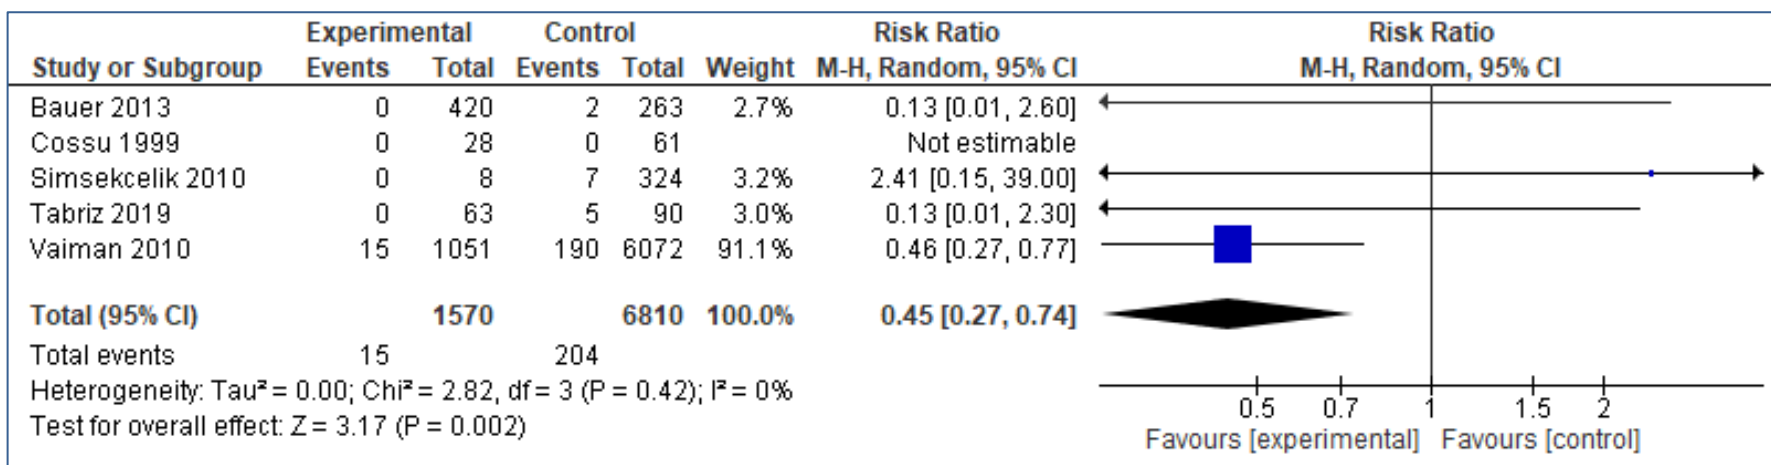 Experimental Control Risk Ratio Risk Ratio
Study or Subgroup Events Total Events Total Weight M-H, Random, 95% CI M-H, Random, 95% CI
Bauer 2013 0 420 2 263 2.7% 0.13 [0.01, 2.60]
Cossu 1999 0 28 0 61 Not estimable
Simsekcelik 2010 0 8 7 324 3.2% 2.41 [0.15, 39.00]
Tabriz 2019 0 63 5 90 3.0% 0.13 [0.01, 2.30]
Vaiman 2010 15 1051 190 6072 91.1% 0.46 [0.27, 0.77]
Total (95% CI) 1570 6810 100.0% 0.45 [0.27, 0.74]
Total events 15 204
Heterogeneity: Tau² = 0.00; Chi² = 2.82, df = 3 (P = 0.42); I² = 0%
Test for overall effect: Z = 3.17 (P = 0.002)
0.5 0.7 1 1.5 2
Favours [experimental] Favours [control]